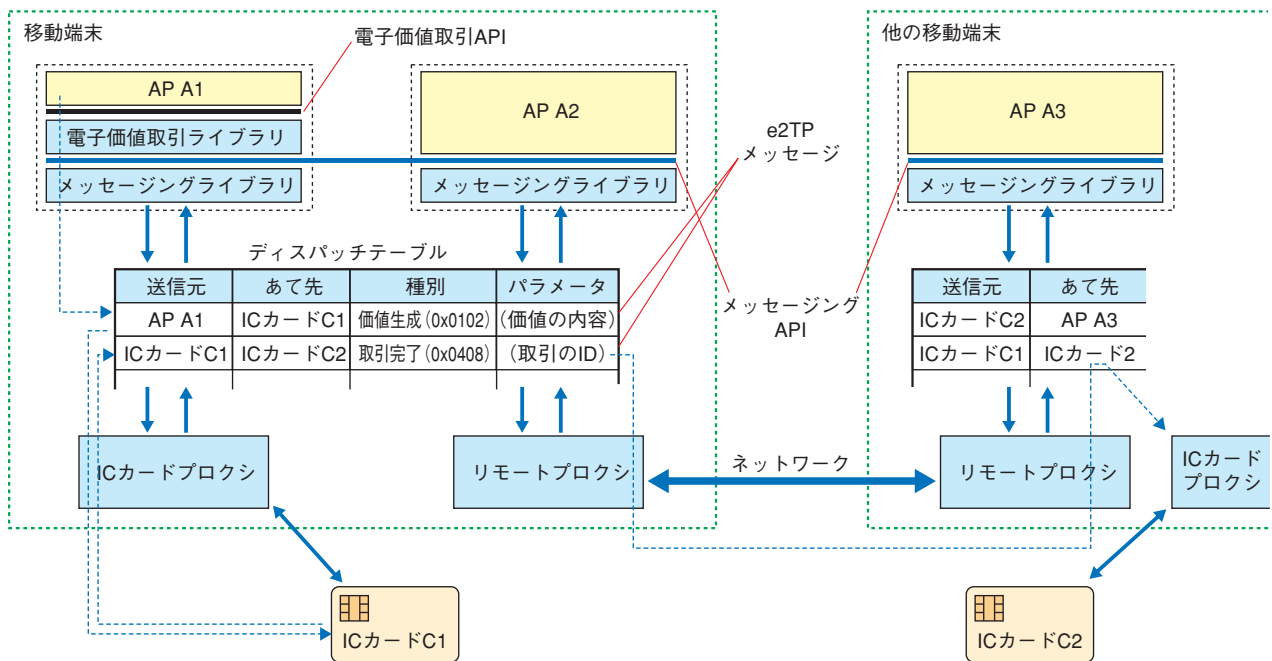 移動端末
電子価値取引API
他の移動端末
AP A1
AP A2
AP A3
電子価値取引ライブラリ
e2TP
メッセージ
メッセージングライブラリ
メッセージングライブラリ
メッセージングライブラリ
ディスパッチテーブル
送信元 あて先 種別 パラメータ
AP A1 ICカードC1 価値生成(0x0102) (価値の内容)
ICカードC1 ICカードC2 取引完了(0x0408) (取引のID)
メッセージング
API
送信元 あて先
ICカードC2 AP A3
ICカードC1 ICカード2
ICカードプロクシ
リモートプロクシ
ネットワーク
リモートプロクシ
ICカード
プロクシ
ICカードC1
ICカードC2